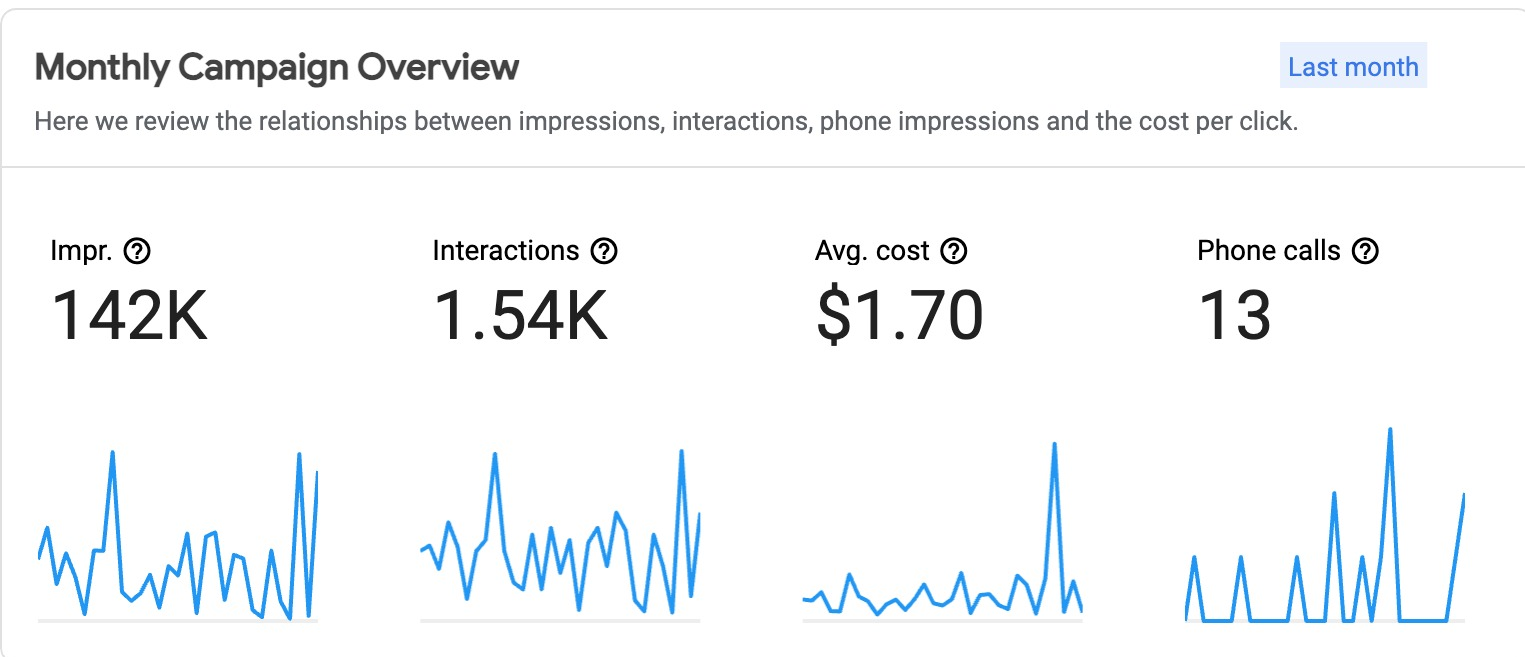 Monthly Campaign Overview
Last month
Here we review the relationships between impressions, interactions, phone impressions and the cost per click.
Impr.
142K
Interactions
1.54K
Avg. cost
$1.70
Phone calls
13